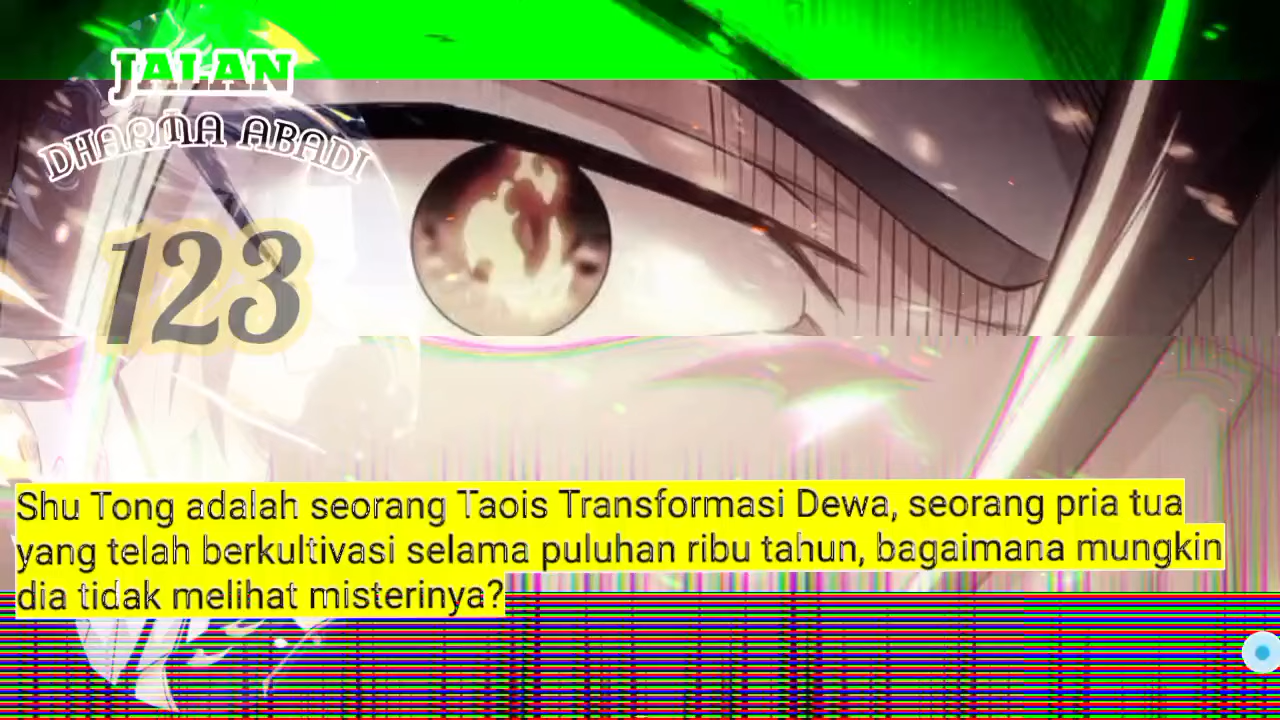 JALAN
DHARMA ABADI
123
Shu Tong adalah seorang Taois Transformasi Dewa, seorang pria tua
yang telah berkultivasi selama puluhan ribu tahun, bagaimana mungkin
dia tidak melihat misterinya?